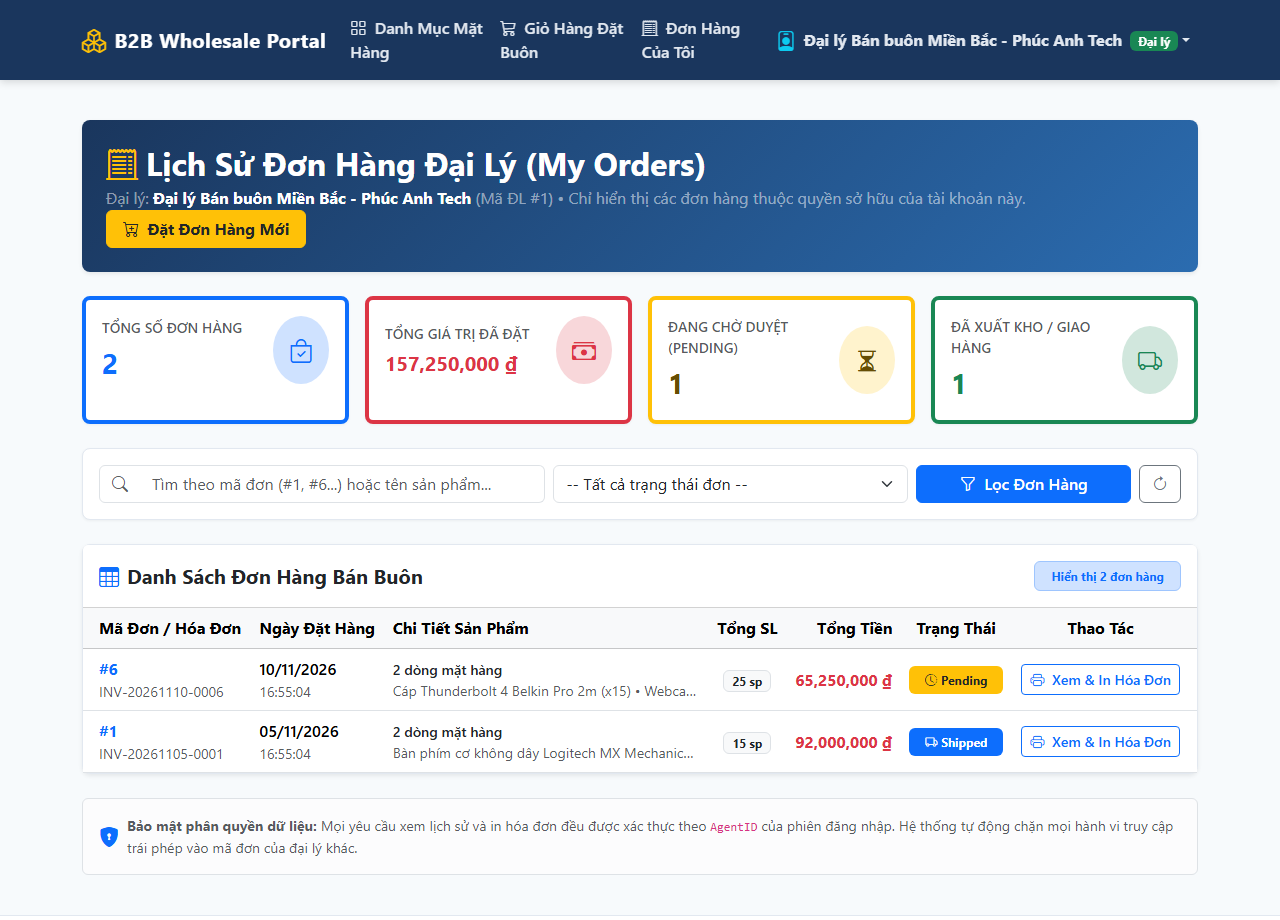 B2B Wholesale Portal
Danh Mục Mặt Hàng
Giỏ Hàng Đặt Buôn
Đơn Hàng Của Tôi
Đại lý Bán buôn Miền Bắc - Phúc Anh Tech Đại lý
Lịch Sử Đơn Hàng Đại Lý (My Orders)
Đại lý: Đại lý Bán buôn Miền Bắc - Phúc Anh Tech (Mã ĐL #1) • Chỉ hiển thị các đơn hàng thuộc quyền sở hữu của tài khoản này.
Đặt Đơn Hàng Mới
TỔNG SỐ ĐƠN HÀNG
2
TỔNG GIÁ TRỊ ĐÃ ĐẶT
157,250,000 ₫
ĐANG CHỜ DUYỆT
(PENDING)
1
ĐÃ XUẤT KHO / GIAO
HÀNG
1
Tìm theo mã đơn (#1, #6...) hoặc tên sản phẩm...
-- Tất cả trạng thái đơn --
Lọc Đơn Hàng
Danh Sách Đơn Hàng Bán Buôn
Hiển thị 2 đơn hàng
Mã Đơn / Hóa Đơn Ngày Đặt Hàng Chi Tiết Sản Phẩm Tổng SL Tổng Tiền Trạng Thái Thao Tác
#6 10/11/2026 2 dòng mặt hàng
INV-20261110-0006 16:55:04 Cáp Thunderbolt 4 Belkin Pro 2m (x15) • Webca...
25 sp 65,250,000 ₫ Pending Xem & In Hóa Đơn
#1 05/11/2026 2 dòng mặt hàng
INV-20261105-0001 16:55:04 Bàn phím cơ không dây Logitech MX Mechanic...
15 sp 92,000,000 ₫ Shipped Xem & In Hóa Đơn
Bảo mật phân quyền dữ liệu: Mọi yêu cầu xem lịch sử và in hóa đơn đều được xác thực theo AgentID của phiên đăng nhập. Hệ thống tự động chặn mọi hành vi truy cập
trái phép vào mã đơn của đại lý khác.